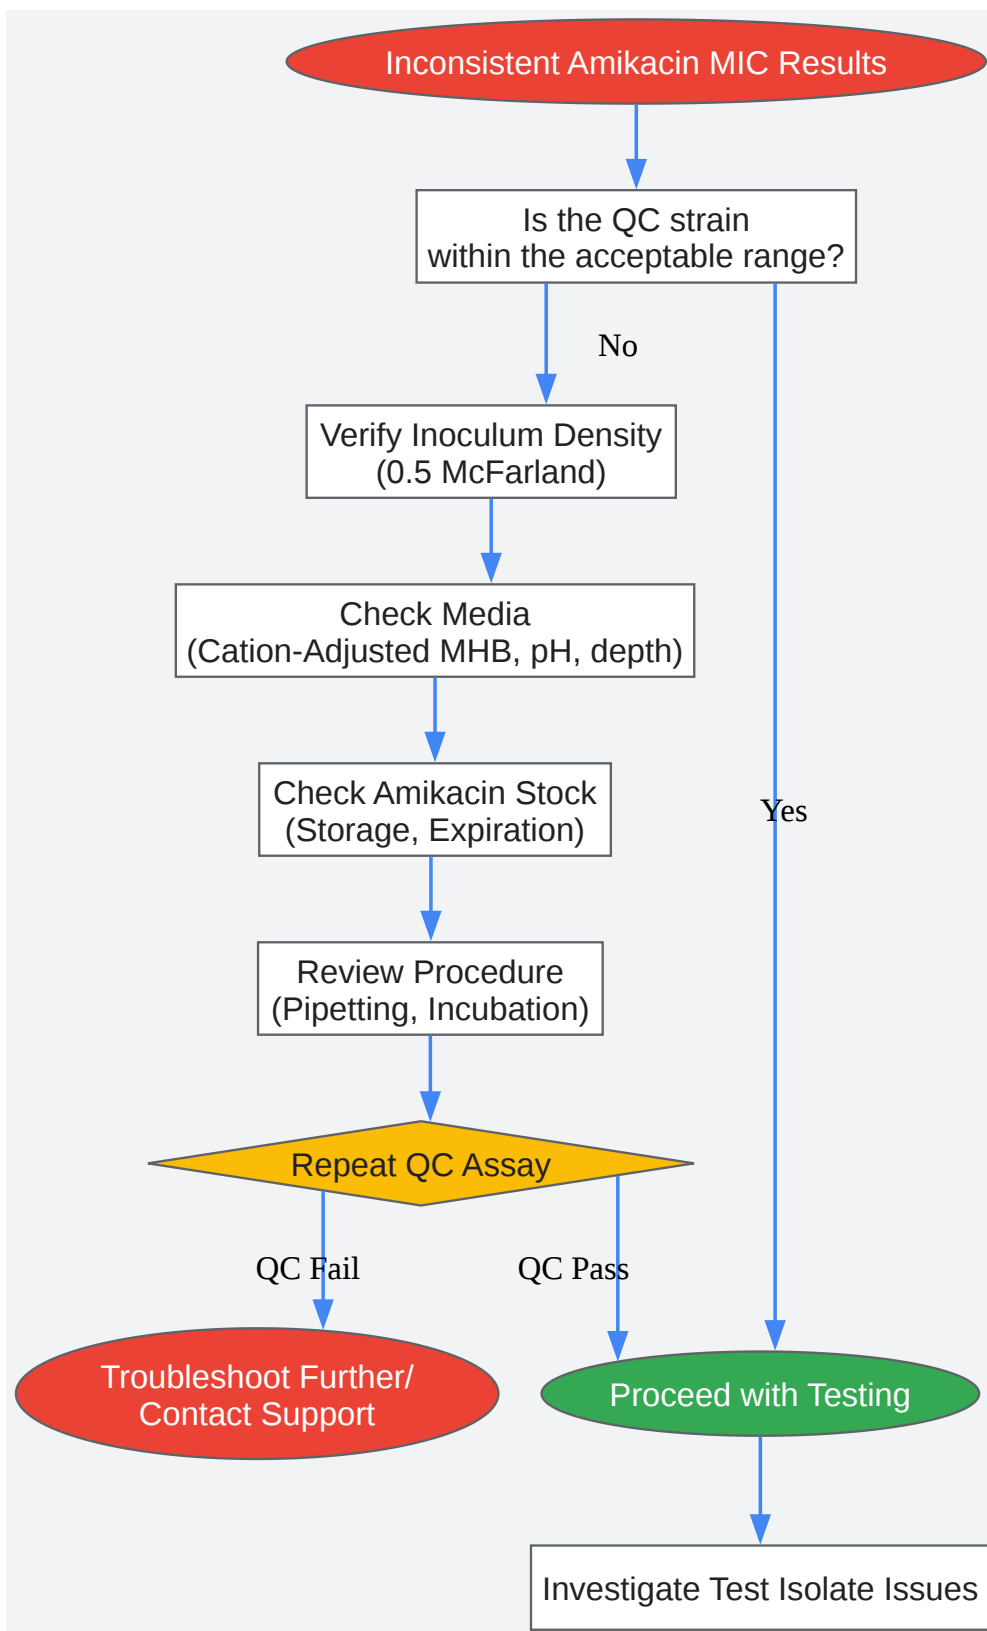 Inconsistent Amikacin MIC Results
Is the QC strain
within the acceptable range?
No
Verify Inoculum Density
(0.5 McFarland)
Check Media
(Cation-Adjusted MHB, pH, depth)
Check Amikacin Stock
(Storage, Expiration)
Yes
Review Procedure
(Pipetting, Incubation)
Repeat QC Assay
QC Fail
QC Pass
Troubleshoot Further/
Contact Support
Proceed with Testing
Investigate Test Isolate Issues